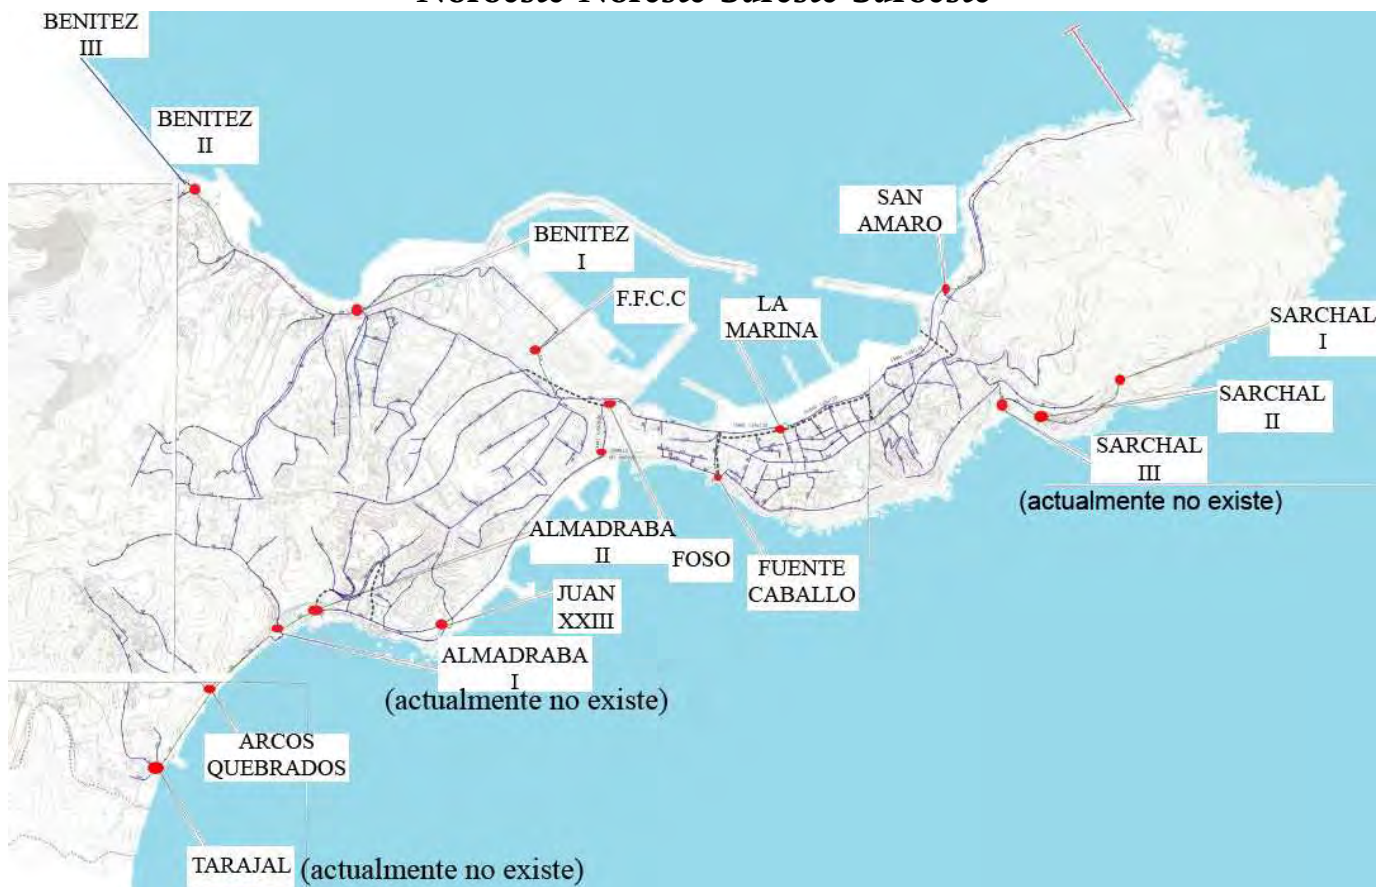 Noroeste-Noreste-Sureste-Suroeste
BENITEZ
III
BENITEZ
II
SAN
AMARO
BENITEZ
I
F.F.C.C
LA
MARINA
SARCHAL
I
SARCHAL
II
SARCHAL
III
(actualmente no existe)
ALMADRABA
II
FOSO
FUENTE
CABALLO
JUAN
XXIII
ALMADRABA
I
(actualmente no existe)
ARCOS
QUEBRADOS
TARAJAL
(actualmente no existe)